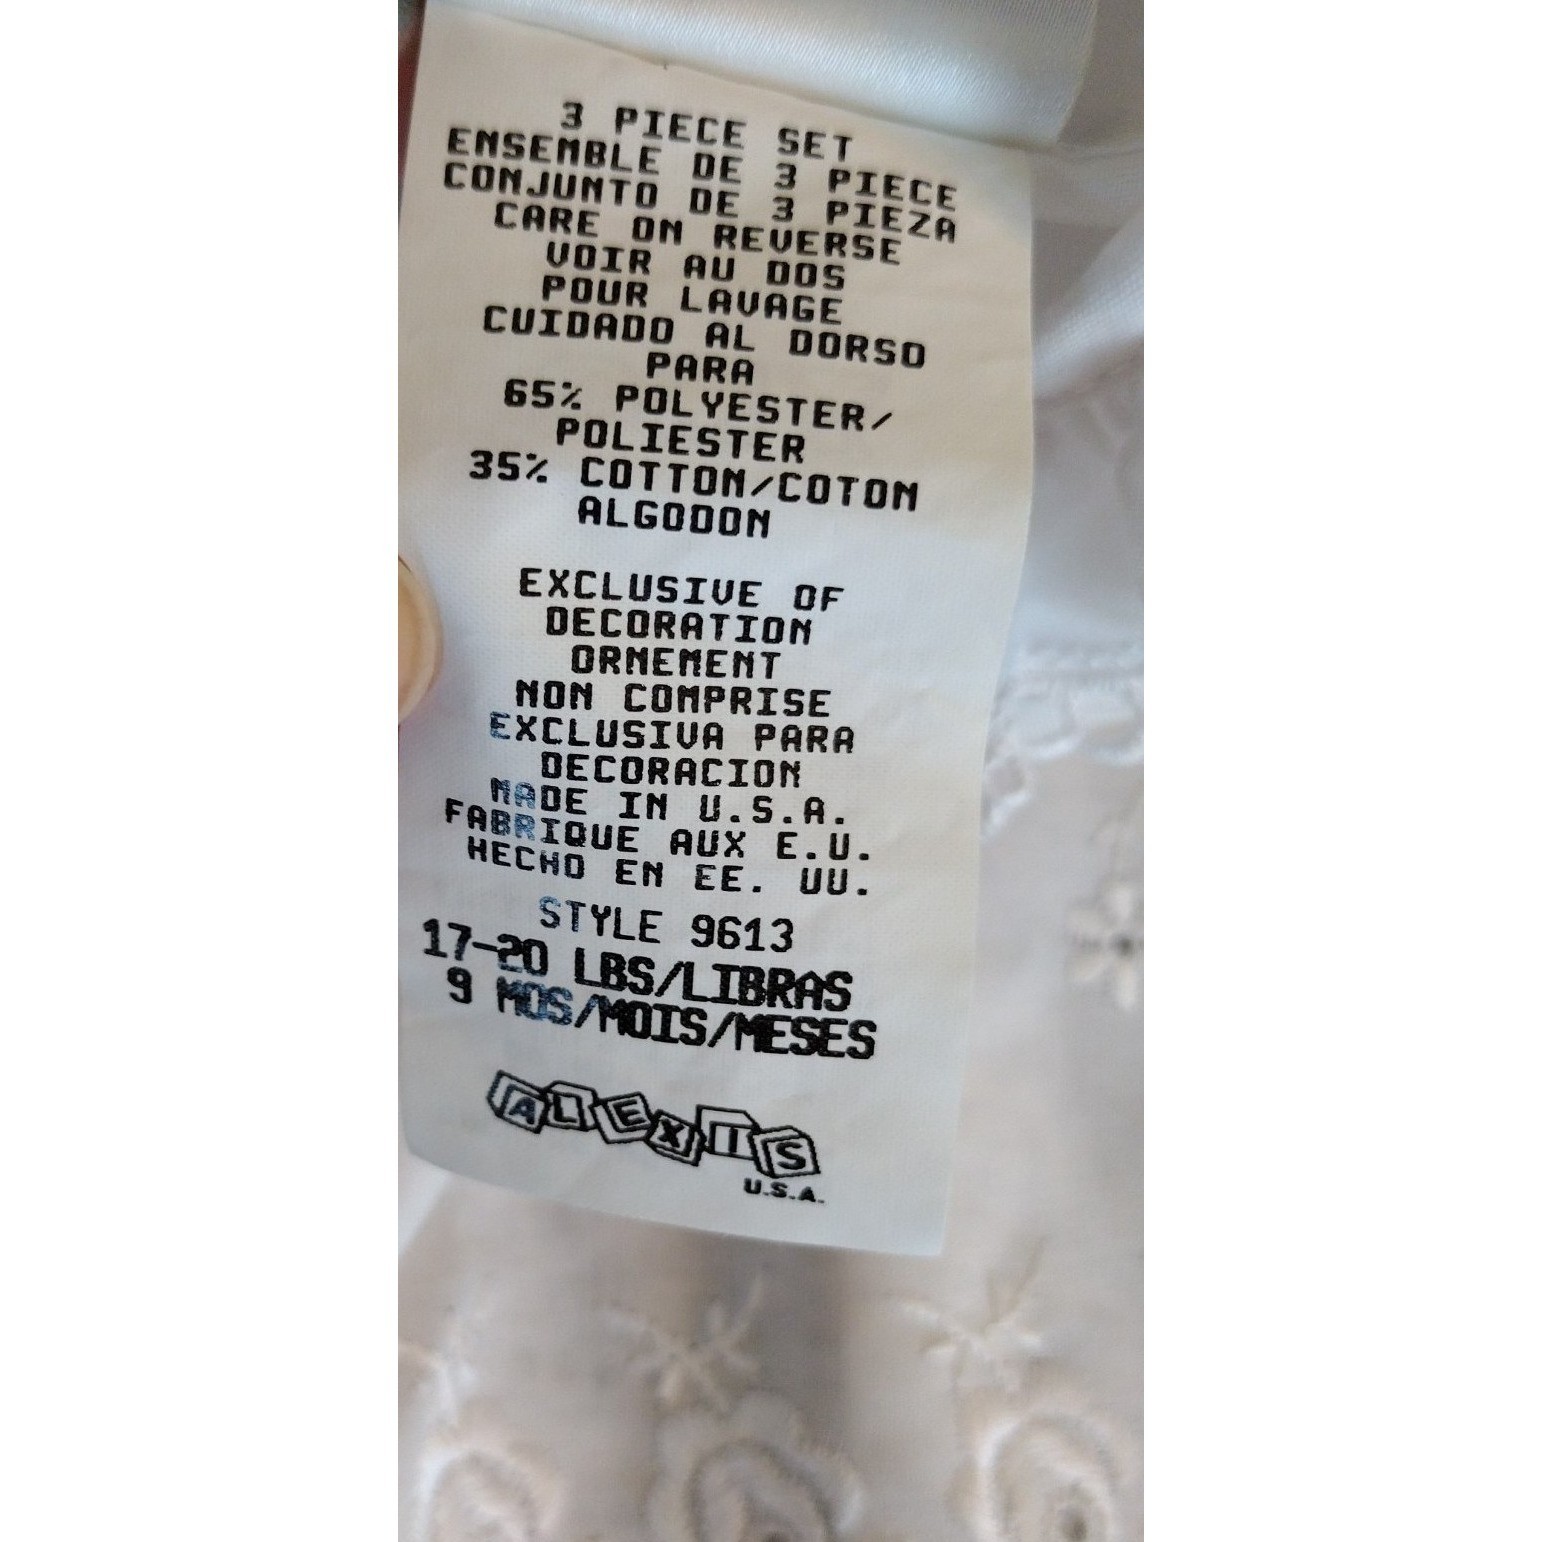 3 PIECE SET
ENSEMBLE DE 3 PIECE
CONJUNTO DE 3 PIEZA
CARE ON REVERSE
VOIR AU DOS
POUR LAVAGE
CUIDADO AL DORSO
PARA
65% POLYESTER/
POLIESTER
35% COTTON/COTON
ALGODON
EXCLUSIVE OF
DECORATION
ORNEMENT
NON COMPRISE
EXCLUSIVA PARA
DECORACION
MADE IN U.S.A.
FABRIQUE AUX E.U.
HECHO EN EE. UU.
STYLE 9613
17-20 LBS/LIBRAS
9 MOS/MOIS/MESES
ALEXIS
U.S.A.